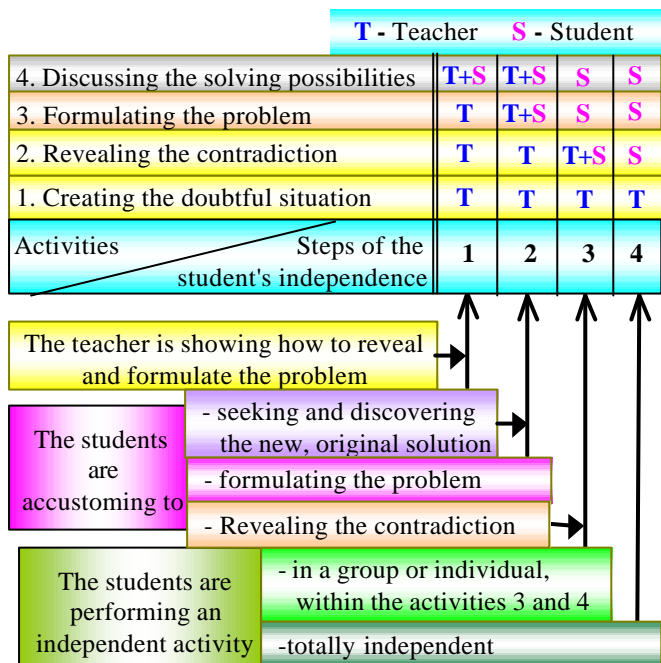 T - Teacher S - Student
4. Discussing the solving possibilities T+S T+S S S
3. Formulating the problem T T+S S S
2. Revealing the contradiction T T T+S S
1. Creating the doubtful situation T T T T
Activities Steps of the
student's independence 1 2 3 4
The teacher is showing how to reveal
and formulate the problem
The students
are
accustoming to
- seeking and discovering
the new, original solution
- formulating the problem
- Revealing the contradiction
The students are
performing an
independent activity
- in a group or individual,
within the activities 3 and 4
-totally independent